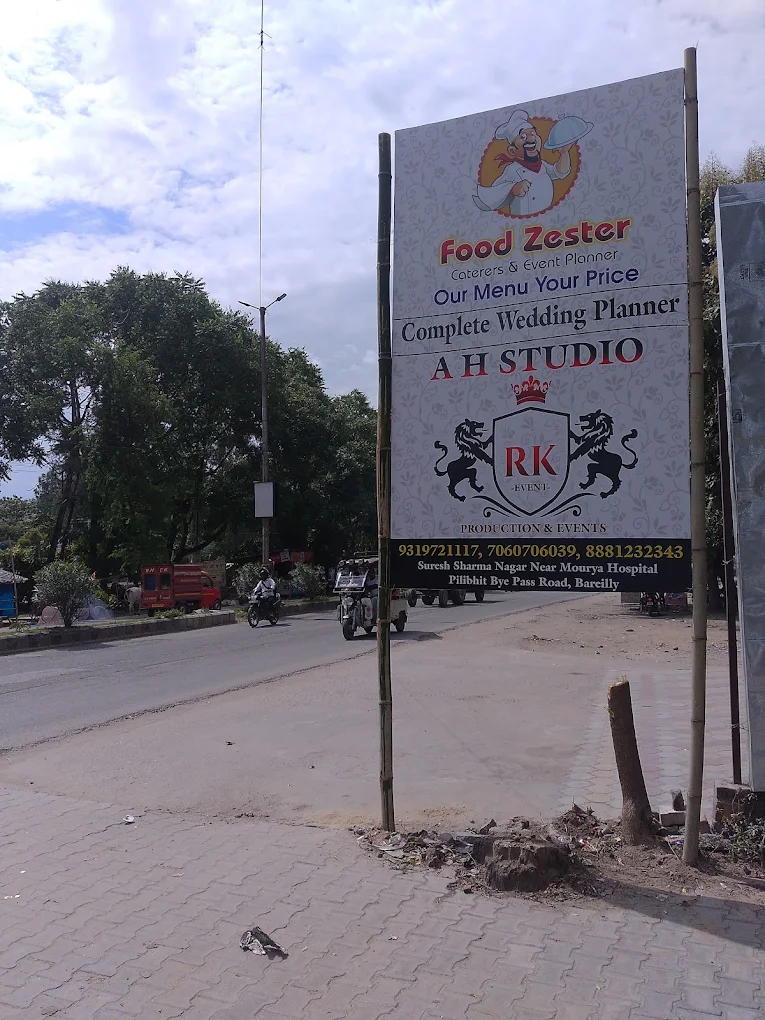 Food Zester
Caterers & Event Planner
Our Menu Your Price
Complete Wedding Planner
A H STUDIO
RK
-EVENT-
PRODUCTION & EVENTS
9319721117, 7060706039, 8881232343
Suresh Sharma Nagar Near Mourya Hospital
Pilibhit Bye Pass Road, Bareilly